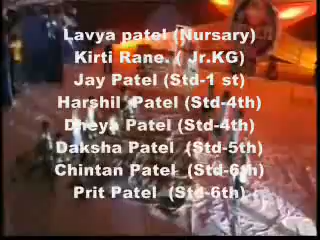 Lavya patel (Nursary)
Kirti Rane. ( Jr.KG)
Jay Patel (Std-1 st)
Harshil Patel (Std-4th)
Dheya Patel (Std-4th)
Daksha Patel (Std-5th)
Chintan Patel (Std-6th)
Prit Patel (Std-6th)